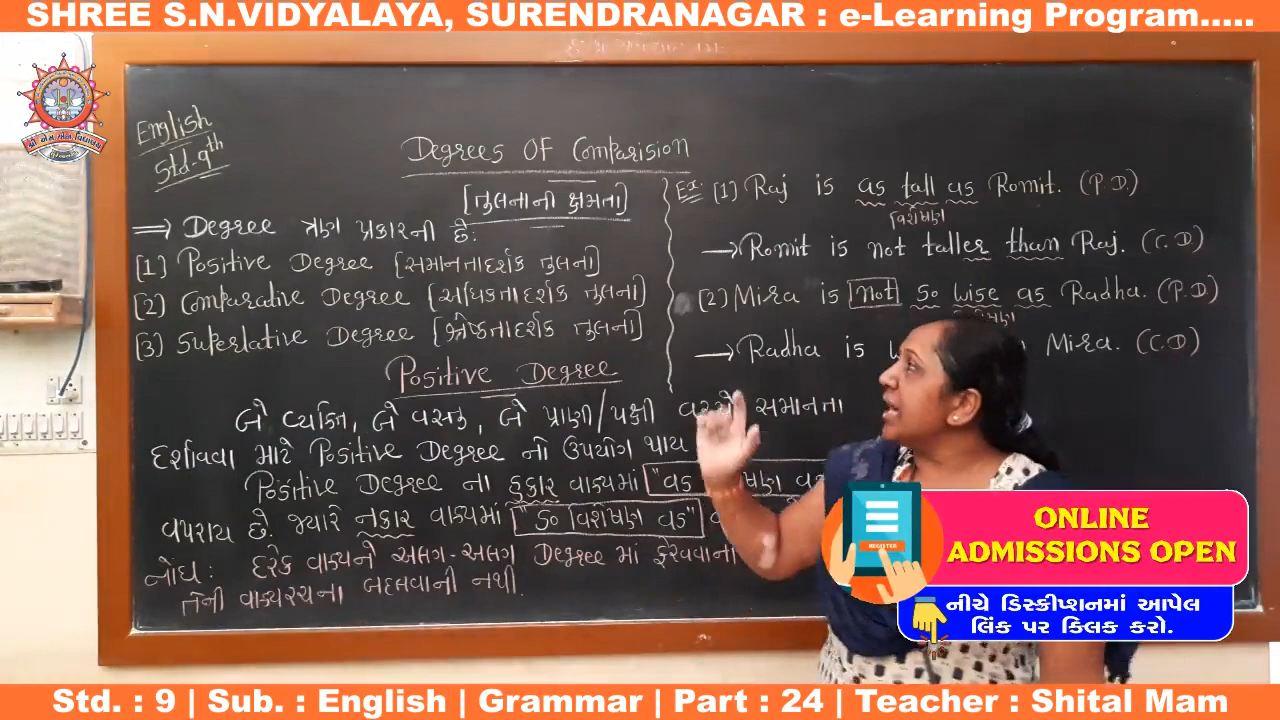 SHREE S.N.VIDYALAYA, SURENDRANAGAR : e-Learning Program.....
English
Std-9th
Degrees OF Comparision
[તુલનાની ક્ષમતા]
⇒ Degree ત્રણ પ્રકારની છે:
[1] Positive Degree [સમાનતાદર્શક તુલના]
[2] Comparative Degree [અધિકતાદર્શક તુલના]
[3] Superlative Degree [શ્રેષ્ઠતાદર્શક તુલના]
Positive Degree
બે વ્યક્તિ, બે વસ્તુ, બે પ્રાણી/પક્ષી વચ્ચે સમાનતા
દર્શાવવા માટે Positive Degree નો ઉપયોગ થાય
Positive Degree ના હકાર વાક્યમાં "as
વપરાય છે. જ્યારે નકાર વાક્યમાં "so વિશેષણ as"
નોંધ: દરેક વાક્યને અલગ-અલગ Degree માં ફેરવવાના
તેની વાક્યરચના બદલવાની નથી.
Ex: [1] Raj is as tall as Romit. (P.D.)
વિશેષણ
→ Romit is not taller than Raj. (C.D)
[2] Mira is not so wise as Radha. (P.D)
→ Radha is Mira. (C.D)
ONLINE
ADMISSIONS OPEN
REGISTER
નીચે ડિસ્ક્રીપ્શનમાં આપેલ
લિંક પર ક્લિક કરો.
Std. : 9 | Sub. : English | Grammar | Part : 24 | Teacher : Shital Mam